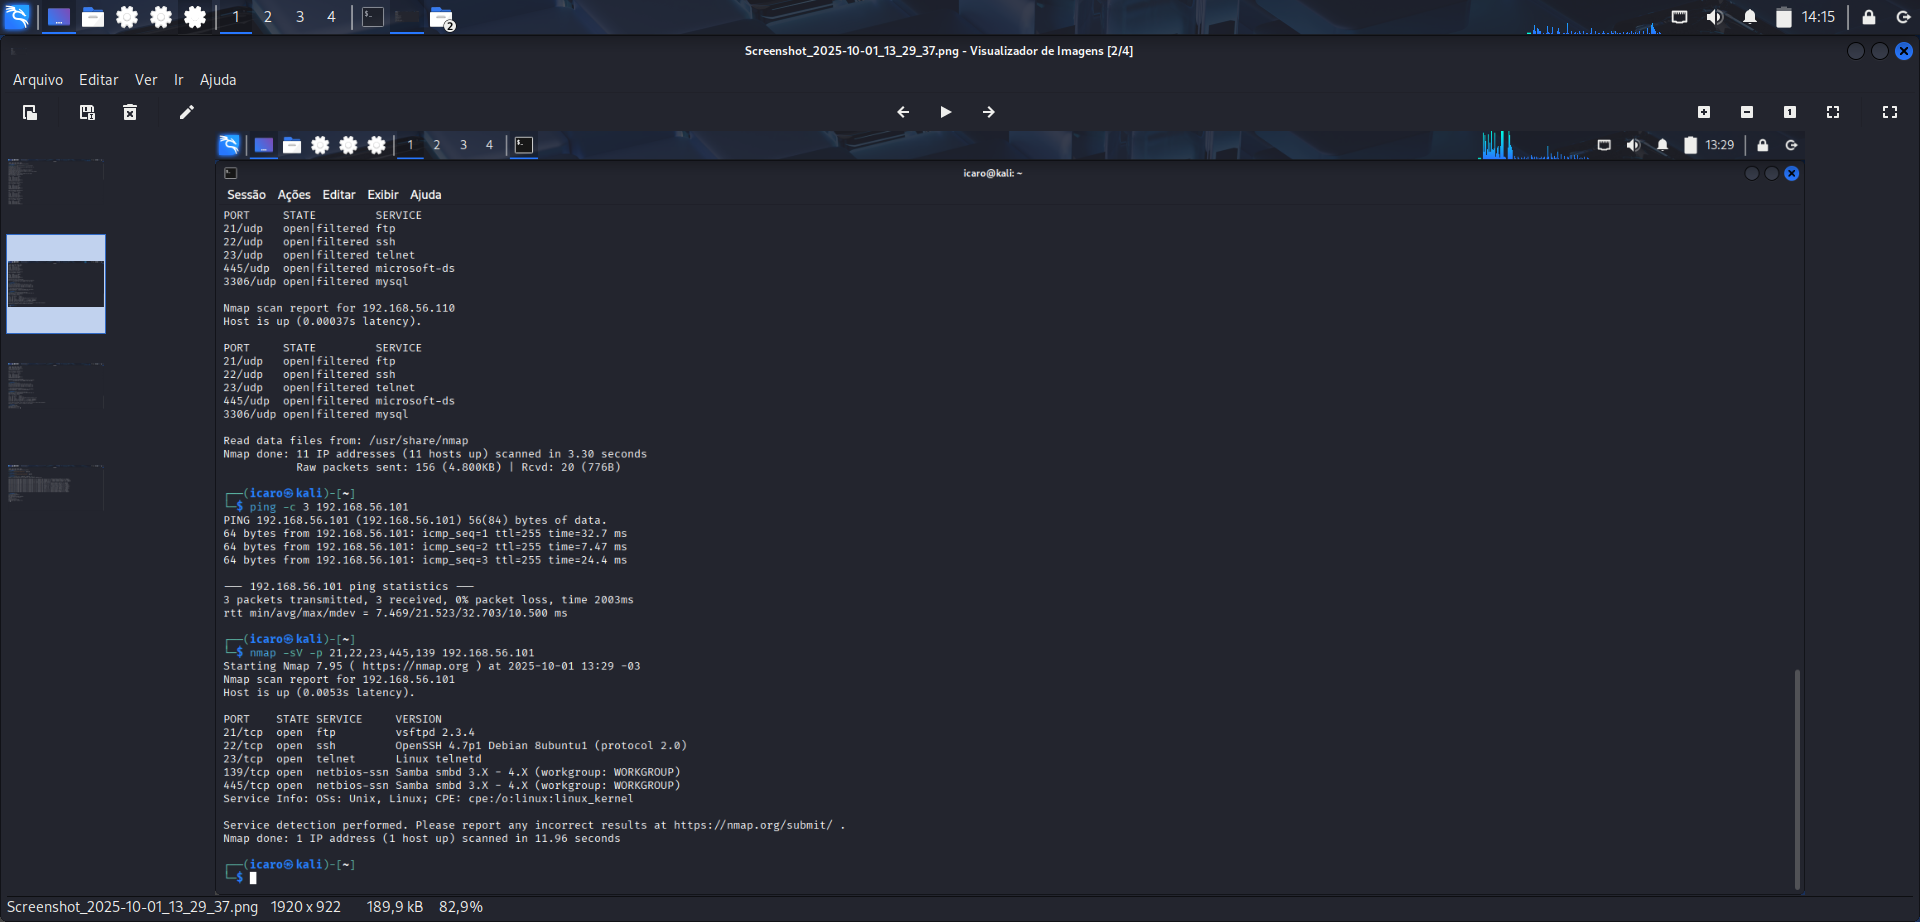 1 2 3 4 2 14:15
Screenshot_2025-10-01_13_29_37.png - Visualizador de Imagens [2/4]
Arquivo Editar Ver Ir Ajuda
1 2 3 4 13:29
icaro@kali: ~
Sessão Ações Editar Exibir Ajuda
PORT STATE SERVICE
21/udp open|filtered ftp
22/udp open|filtered ssh
23/udp open|filtered telnet
445/udp open|filtered microsoft-ds
3306/udp open|filtered mysql
Nmap scan report for 192.168.56.110
Host is up (0.00037s latency).
PORT STATE SERVICE
21/udp open|filtered ftp
22/udp open|filtered ssh
23/udp open|filtered telnet
445/udp open|filtered microsoft-ds
3306/udp open|filtered mysql
Read data files from: /usr/share/nmap
Nmap done: 11 IP addresses (11 hosts up) scanned in 3.30 seconds
Raw packets sent: 156 (4.800KB) | Rcvd: 20 (776B)
┌──(icaro㉿kali)-[~]
└─$ ping -c 3 192.168.56.101
PING 192.168.56.101 (192.168.56.101) 56(84) bytes of data.
64 bytes from 192.168.56.101: icmp_seq=1 ttl=255 time=32.7 ms
64 bytes from 192.168.56.101: icmp_seq=2 ttl=255 time=7.47 ms
64 bytes from 192.168.56.101: icmp_seq=3 ttl=255 time=24.4 ms
--- 192.168.56.101 ping statistics ---
3 packets transmitted, 3 received, 0% packet loss, time 2003ms
rtt min/avg/max/mdev = 7.469/21.523/32.703/10.500 ms
┌──(icaro㉿kali)-[~]
└─$ nmap -sV -p 21,22,23,445,139 192.168.56.101
Starting Nmap 7.95 ( https://nmap.org ) at 2025-10-01 13:29 -03
Nmap scan report for 192.168.56.101
Host is up (0.0053s latency).
PORT STATE SERVICE VERSION
21/tcp open ftp vsftpd 2.3.4
22/tcp open ssh OpenSSH 4.7p1 Debian 8ubuntu1 (protocol 2.0)
23/tcp open telnet Linux telnetd
139/tcp open netbios-ssn Samba smbd 3.X - 4.X (workgroup: WORKGROUP)
445/tcp open netbios-ssn Samba smbd 3.X - 4.X (workgroup: WORKGROUP)
Service Info: OSs: Unix, Linux; CPE: cpe:/o:linux:linux_kernel
Service detection performed. Please report any incorrect results at https://nmap.org/submit/ .
Nmap done: 1 IP address (1 host up) scanned in 11.96 seconds
┌──(icaro㉿kali)-[~]
└─$
Screenshot_2025-10-01_13_29_37.png 1920 x 922 189,9 kB 82,9%